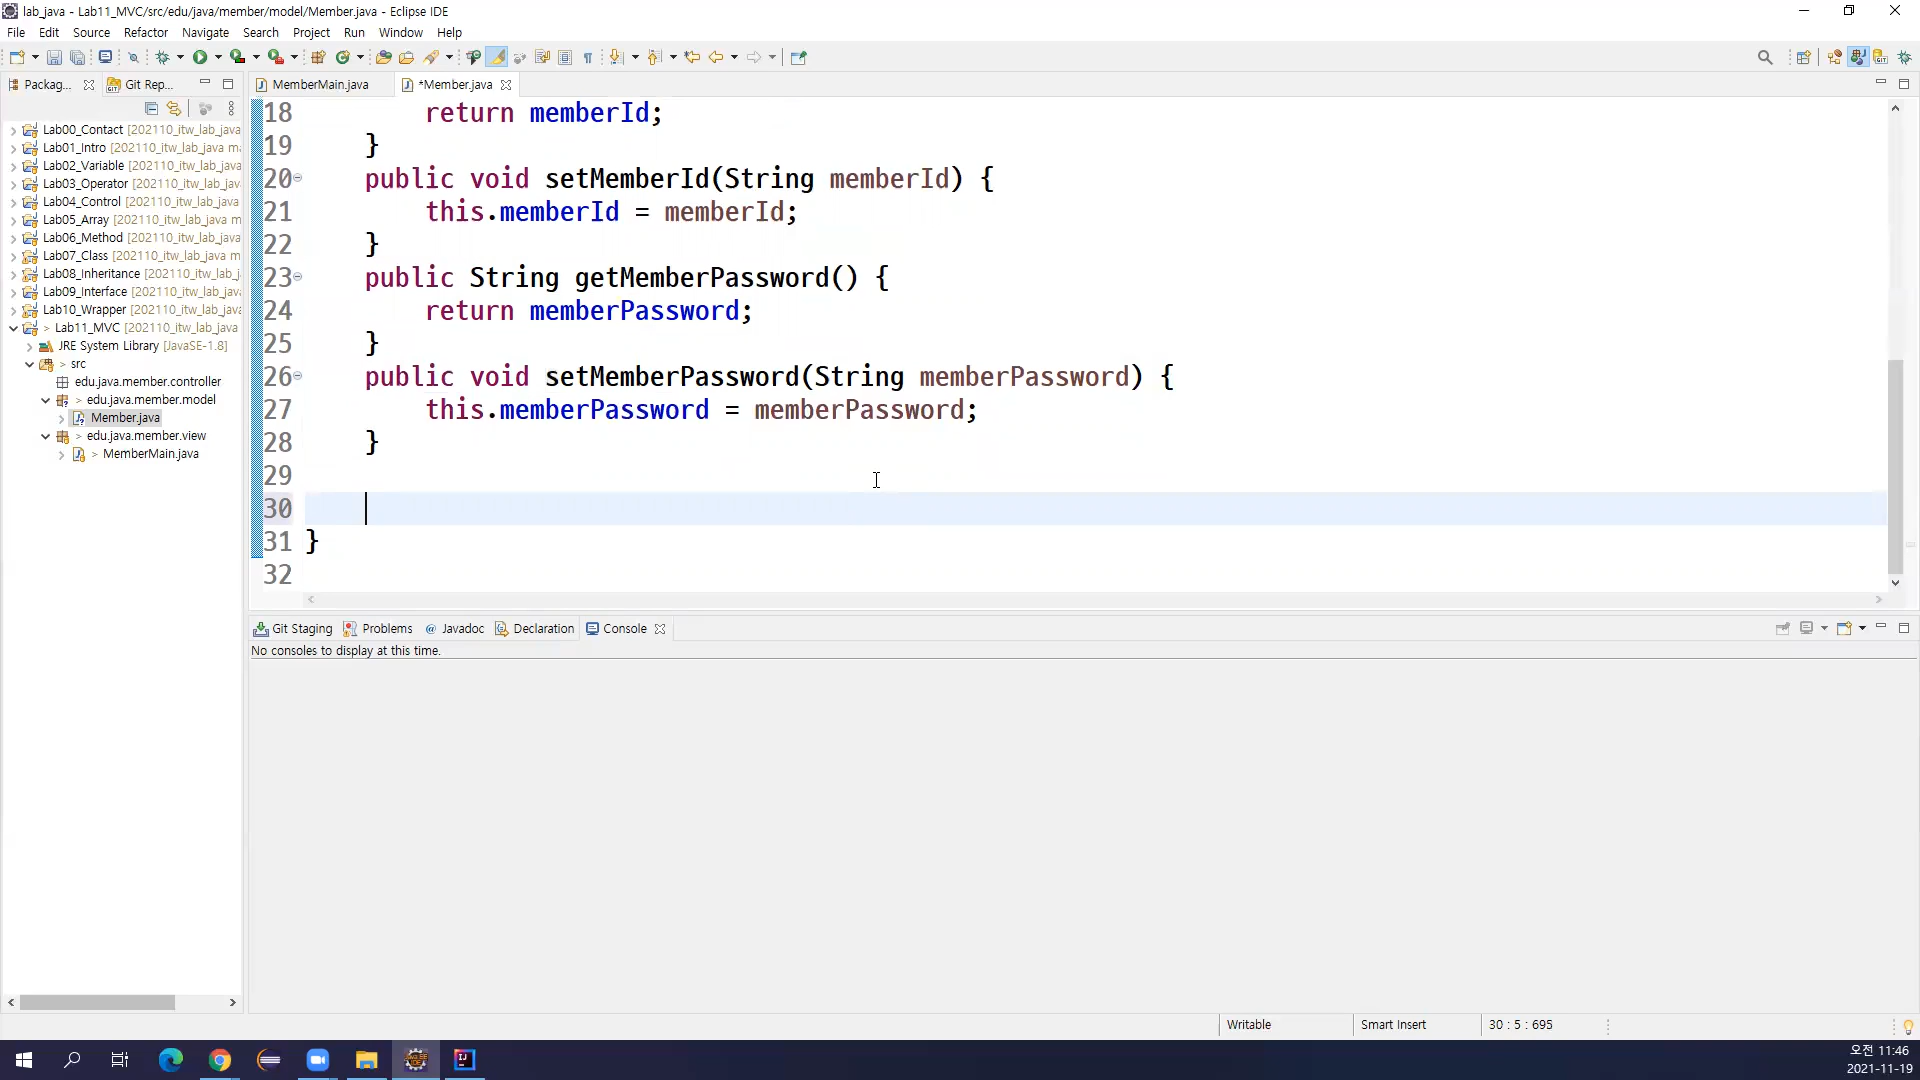 lab_java - Lab11_MVC/src/edu/java/member/model/Member.java - Eclipse IDE
File Edit Source Refactor Navigate Search Project Run Window Help
Packag... Git Rep...
MemberMain.java *Member.java
Lab00_Contact [202110_itw_lab_java
Lab01_Intro [202110_itw_lab_java m
Lab02_Variable [202110_itw_lab_java
Lab03_Operator [202110_itw_lab_java
Lab04_Control [202110_itw_lab_java
Lab05_Array [202110_itw_lab_java m
Lab06_Method [202110_itw_lab_java
Lab07_Class [202110_itw_lab_java m
Lab08_Inheritance [202110_itw_lab_j
Lab09_Interface [202110_itw_lab_java
Lab10_Wrapper [202110_itw_lab_java
> Lab11_MVC [202110_itw_lab_java
JRE System Library [JavaSE-1.8]
> src
edu.java.member.controller
> edu.java.member.model
Member.java
> edu.java.member.view
> MemberMain.java
18 return memberId;
19 }
20 public void setMemberId(String memberId) {
21 this.memberId = memberId;
22 }
23 public String getMemberPassword() {
24 return memberPassword;
25 }
26 public void setMemberPassword(String memberPassword) {
27 this.memberPassword = memberPassword;
28 }
29
30
31 }
32
Git Staging Problems @ Javadoc Declaration Console
No consoles to display at this time.
Writable Smart Insert 30 : 5 : 695
오전 11:46
2021-11-19